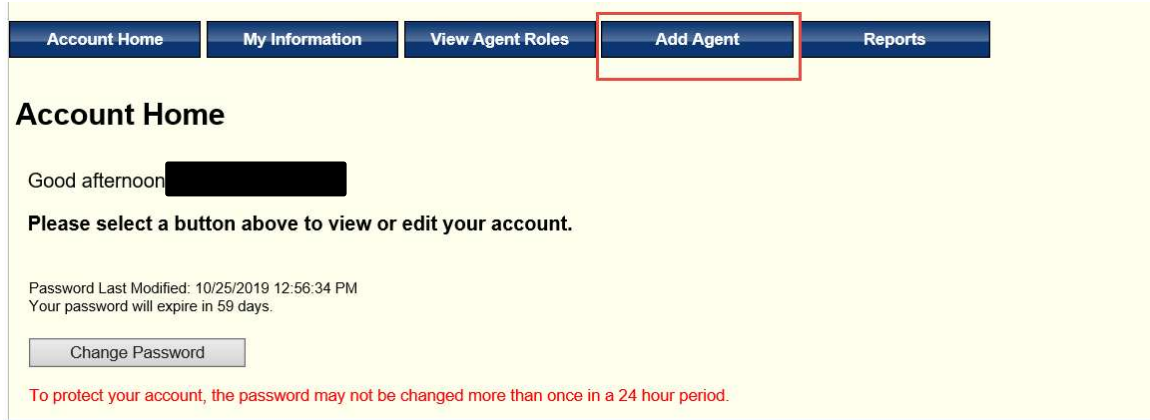 Account Home My Information View Agent Roles Add Agent Reports
Account Home
Good afternoon
Please select a button above to view or edit your account.
Password Last Modified: 10/25/2019 12:56:34 PM
Your password will expire in 59 days.
Change Password
To protect your account, the password may not be changed more than once in a 24 hour period.